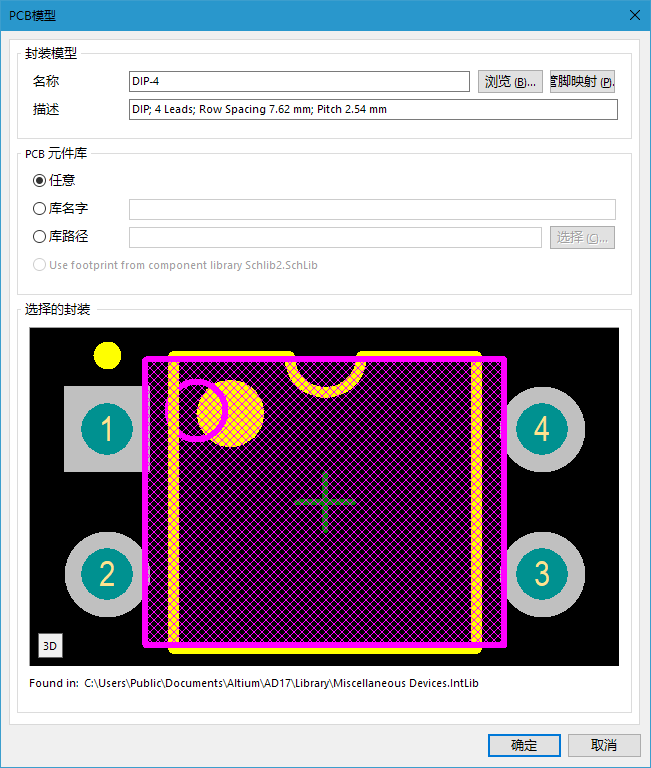 PCB模型
封装模型
名称 DIP-4 浏览 (B)... 管脚映射 (P).
描述 DIP; 4 Leads; Row Spacing 7.62 mm; Pitch 2.54 mm
PCB 元件库
任意
库名字
库路径 选择 (C)...
Use footprint from component library Schlib2.SchLib
选择的封装
1 4
2 3
3D
Found in: C:\Users\Public\Documents\Altium\AD17\Library\Miscellaneous Devices.IntLib
确定 取消